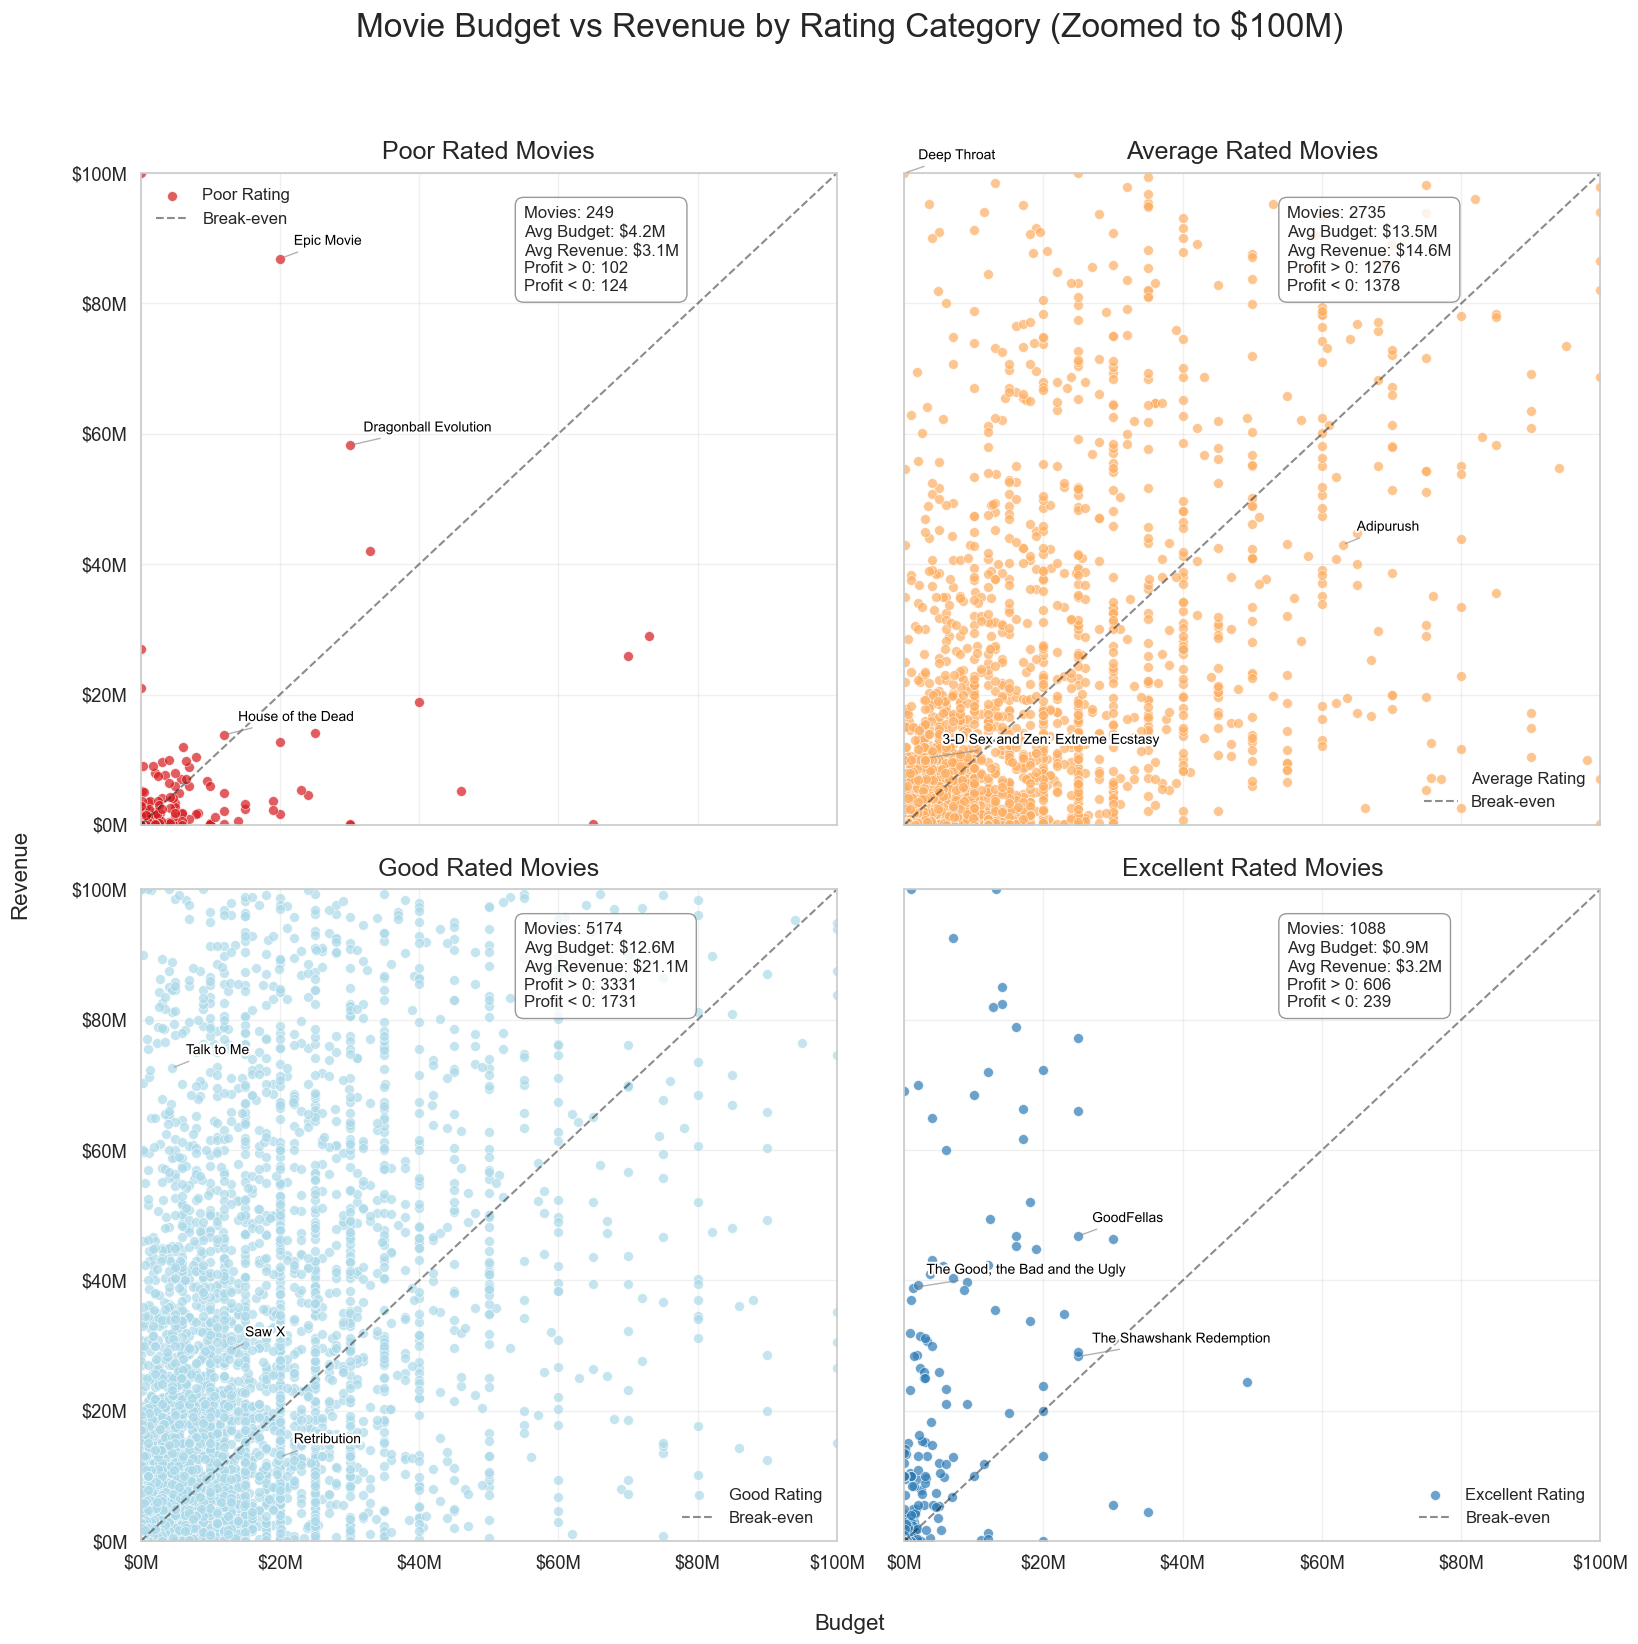 Movie Budget vs Revenue by Rating Category (Zoomed to $100M)
Poor Rated Movies
$100M
$80M
$60M
$40M
$20M
$0M
Poor Rating
Break-even
Movies: 249
Avg Budget: $4.2M
Avg Revenue: $3.1M
Profit > 0: 102
Profit < 0: 124
Epic Movie
Dragonball Evolution
House of the Dead
Average Rated Movies
Deep Throat
Movies: 2735
Avg Budget: $13.5M
Avg Revenue: $14.6M
Profit > 0: 1276
Profit < 0: 1378
Adipurush
3-D Sex and Zen: Extreme Ecstasy
Average Rating
Break-even
Revenue
Good Rated Movies
$100M
$80M
$60M
$40M
$20M
$0M
Movies: 5174
Avg Budget: $12.6M
Avg Revenue: $21.1M
Profit > 0: 3331
Profit < 0: 1731
Talk to Me
Saw X
Retribution
Good Rating
Break-even
$0M
$20M
$40M
$60M
$80M
$100M
Excellent Rated Movies
Movies: 1088
Avg Budget: $0.9M
Avg Revenue: $3.2M
Profit > 0: 606
Profit < 0: 239
GoodFellas
The Good, the Bad and the Ugly
The Shawshank Redemption
Excellent Rating
Break-even
$0M
$20M
$40M
$60M
$80M
$100M
Budget